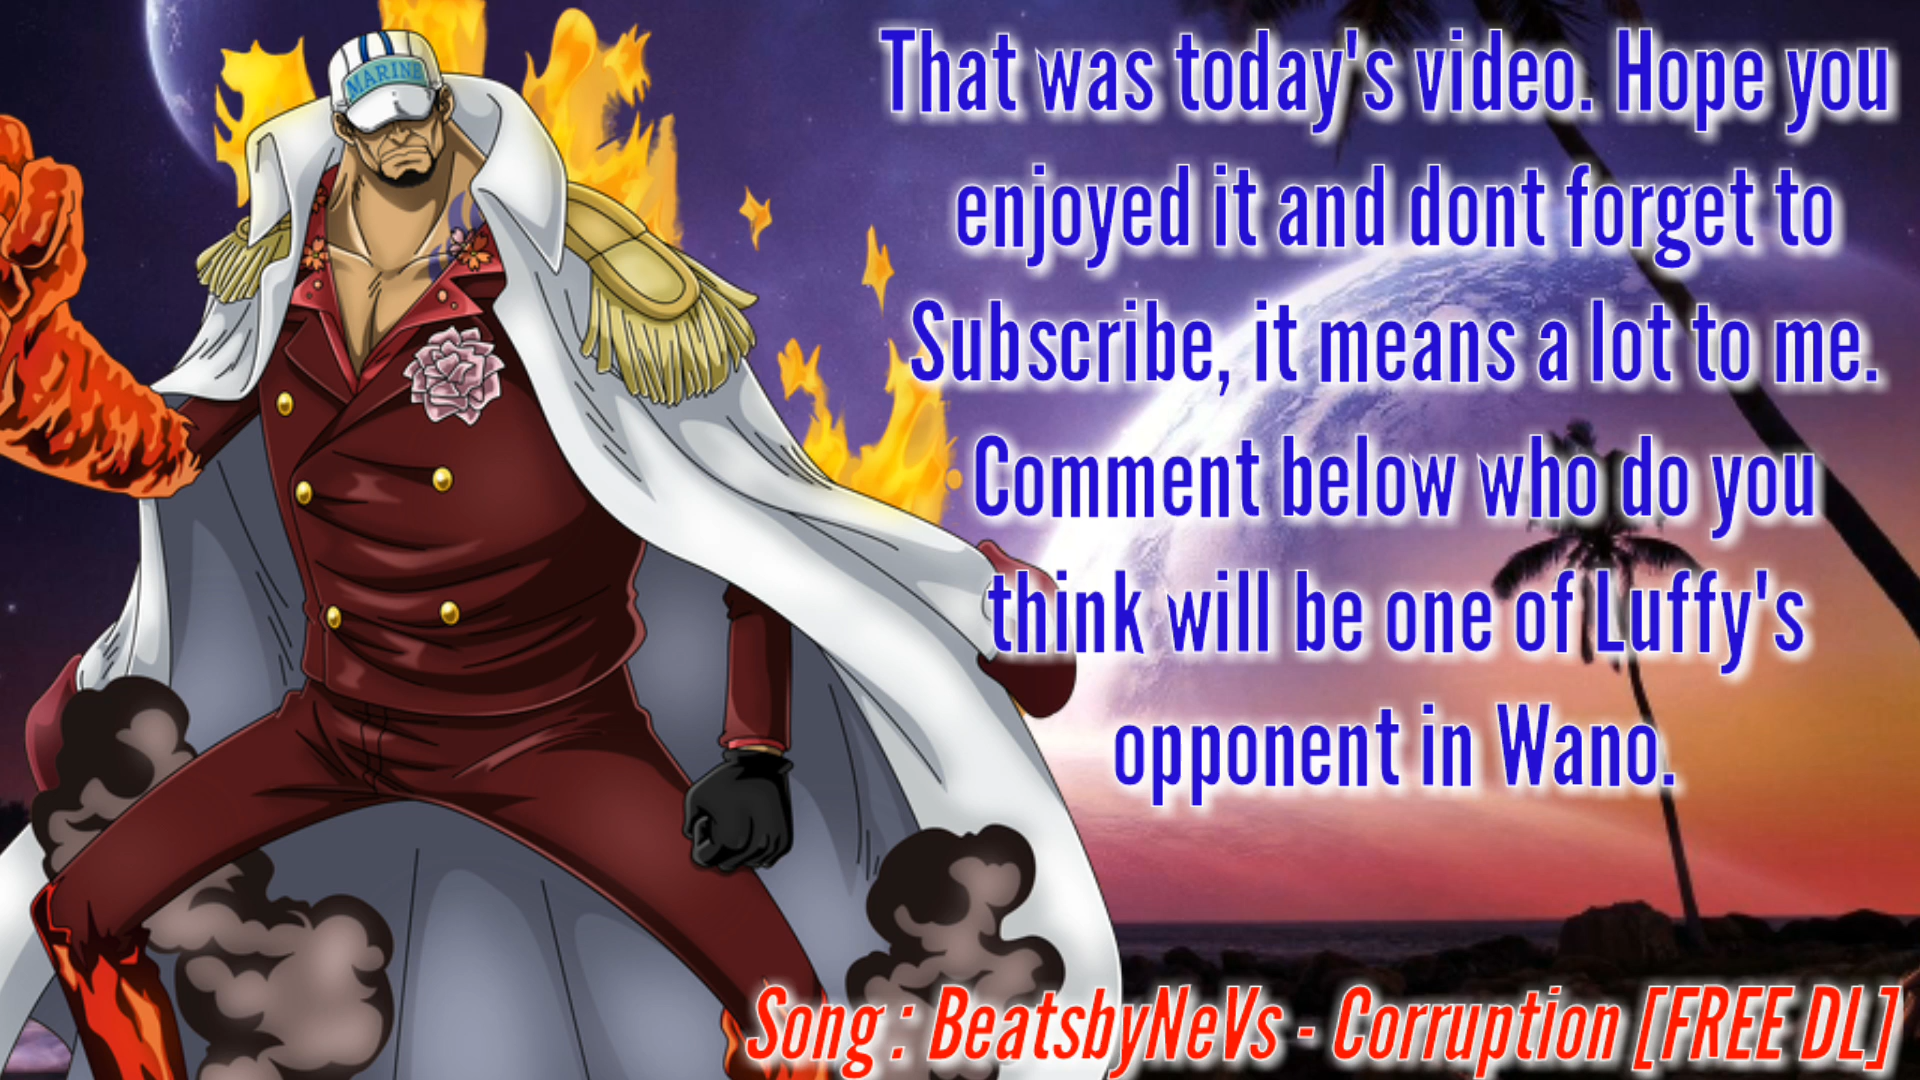 MARINE
That was today's video. Hope you
enjoyed it and dont forget to
Subscribe, it means a lot to me.
Comment below who do you
think will be one of Luffy's
opponent in Wano.
Song : BeatsbyNeVs - Corruption [FREE DL]